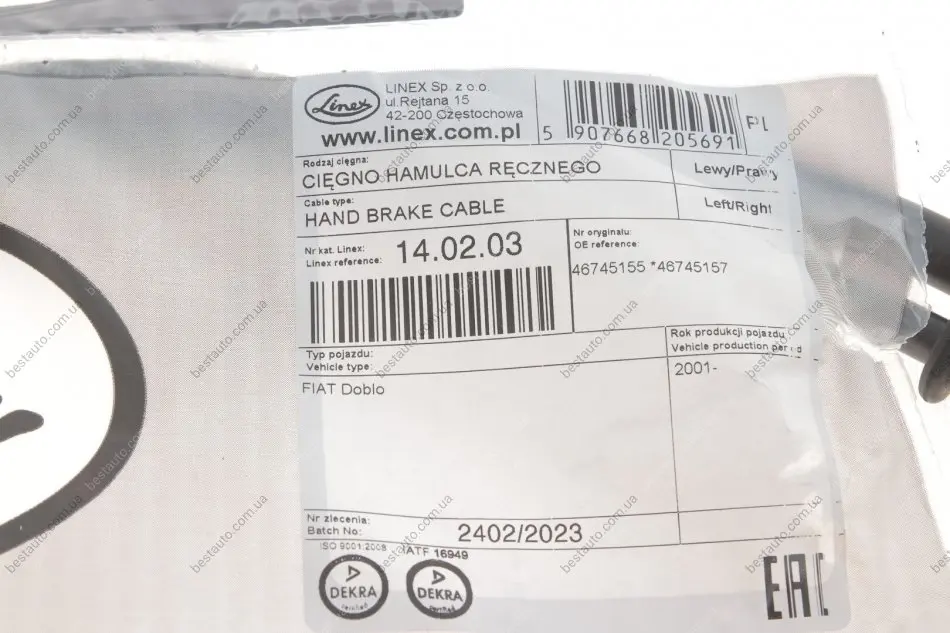 Linex
LINEX Sp. z o.o.
ul.Rejtana 15
42-200 Częstochowa
www.linex.com.pl
5 907668 205691
PL
Rodzaj cięgna:
CIĘGNO HAMULCA RĘCZNEGO
Lewy/Prawy
Cable type:
HAND BRAKE CABLE
Left/Right
Nr kat. Linex:
Linex reference:
14.02.03
Nr oryginału:
OE reference:
46745155 *46745157
Typ pojazdu:
Vehicle type:
FIAT Doblo
Rok produkcji pojazdu
Vehicle production period
2001-
Nr zlecenia:
Batch No:
2402/2023
ISO 9001:2008
IATF 16949
DEKRA
certified
DEKRA
certified
EAC
bestauto.com.ua